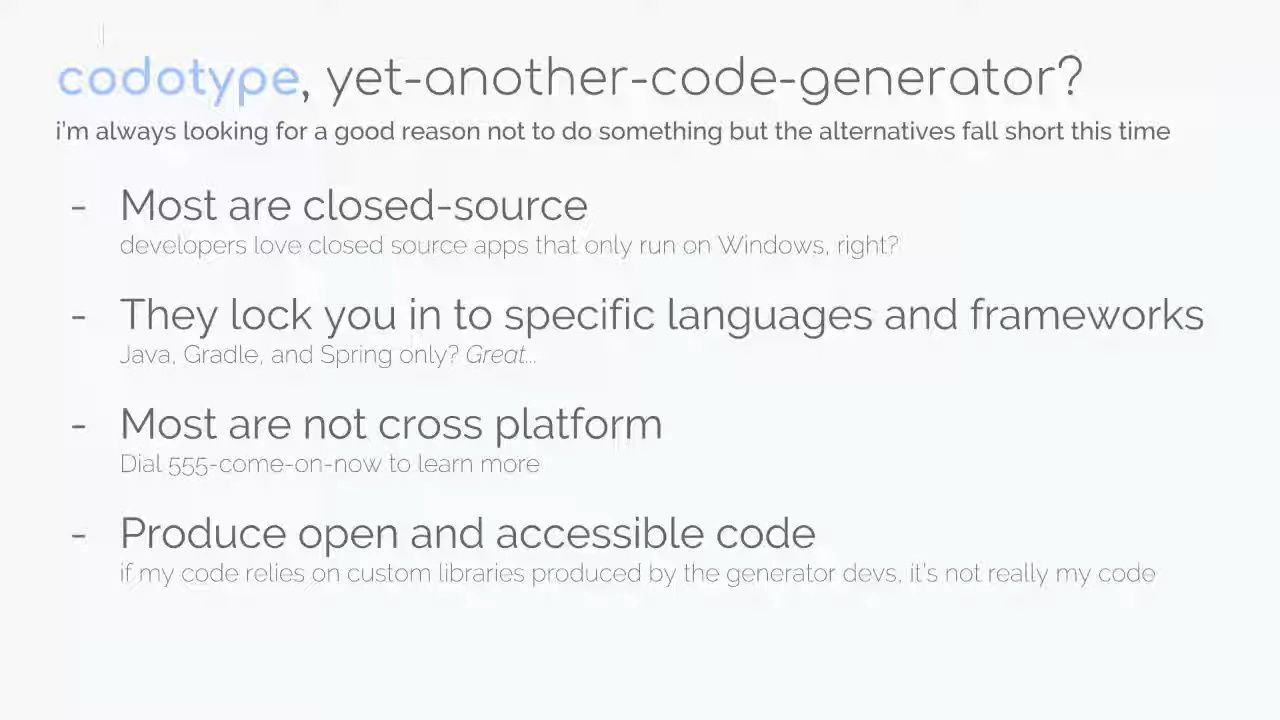 codotype, yet-another-code-generator?
i'm always looking for a good reason not to do something but the alternatives fall short this time
- Most are closed-source
developers love closed source apps that only run on Windows, right?
- They lock you in to specific languages and frameworks
Java, Gradle, and Spring only? Great...
- Most are not cross platform
Dial 555-come-on-now to learn more
- Produce open and accessible code
if my code relies on custom libraries produced by the generator devs, it's not really my code